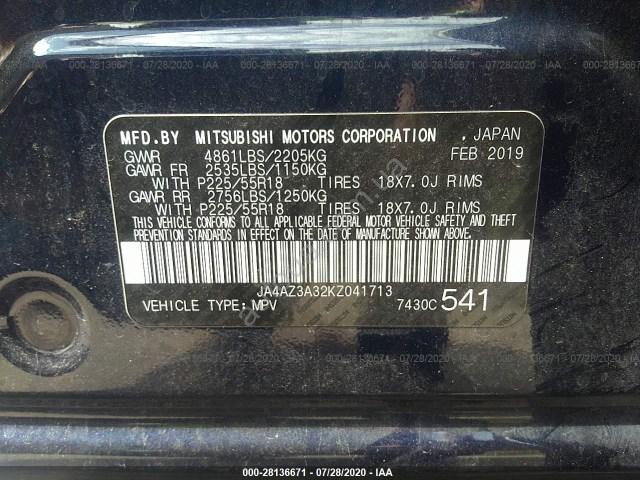 000-28136671 - 07/28/2020 - IAA
MFD.BY MITSUBISHI MOTORS CORPORATION . JAPAN
GVWR 4861LBS/2205KG FEB 2019
GAWR FR 2535LBS/1150KG
WITH P225/55R18 TIRES 18X7.0J RIMS
GAWR RR 2756LBS/1250KG
WITH P225/55R18 TIRES 18X7.0J RIMS
THIS VEHICLE CONFORMS TO ALL APPLICABLE FEDERAL MOTOR VEHICLE SAFETY AND THEFT
PREVENTION STANDARDS IN EFFECT ON THE DATE OF MANUFACTURE SHOWN ABOVE.
JA4AZ3A32KZ041713
VEHICLE TYPE:MPV 7430C 541
000-28136671 - 07/28/2020 - IAA